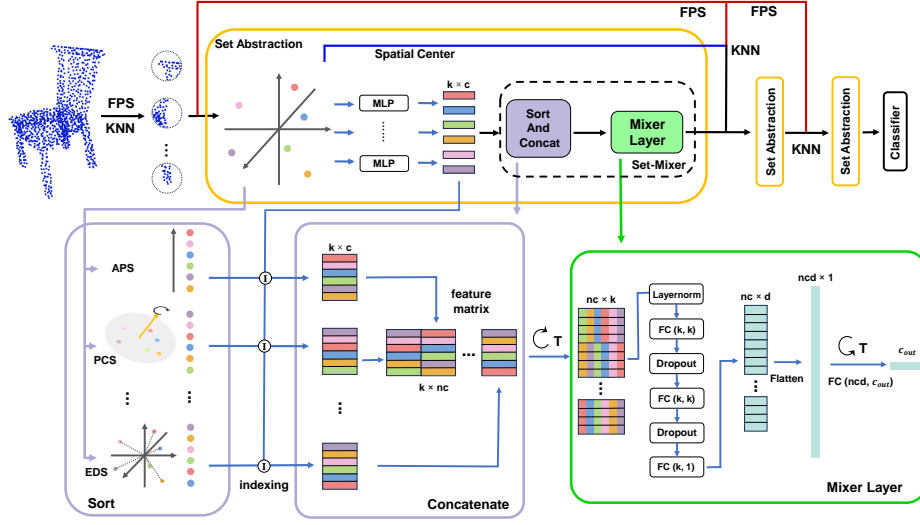 FPS
FPS
Set Abstraction
Spatial Center
KNN
k × c
FPS
KNN
MLP
MLP
Sort
And
Concat
Mixer
Layer
Set-Mixer
Set Abstraction
KNN
Set Abstraction
Classifier
APS
PCS
EDS
Sort
I
I
I
indexing
k × c
feature
matrix
k × nc
Concatenate
T
nc × k
Layernorm
FC (k, k)
Dropout
FC (k, k)
Dropout
FC (k, 1)
nc × d
Flatten
ncd × 1
T
FC (ncd, c_out)
c_out
Mixer Layer